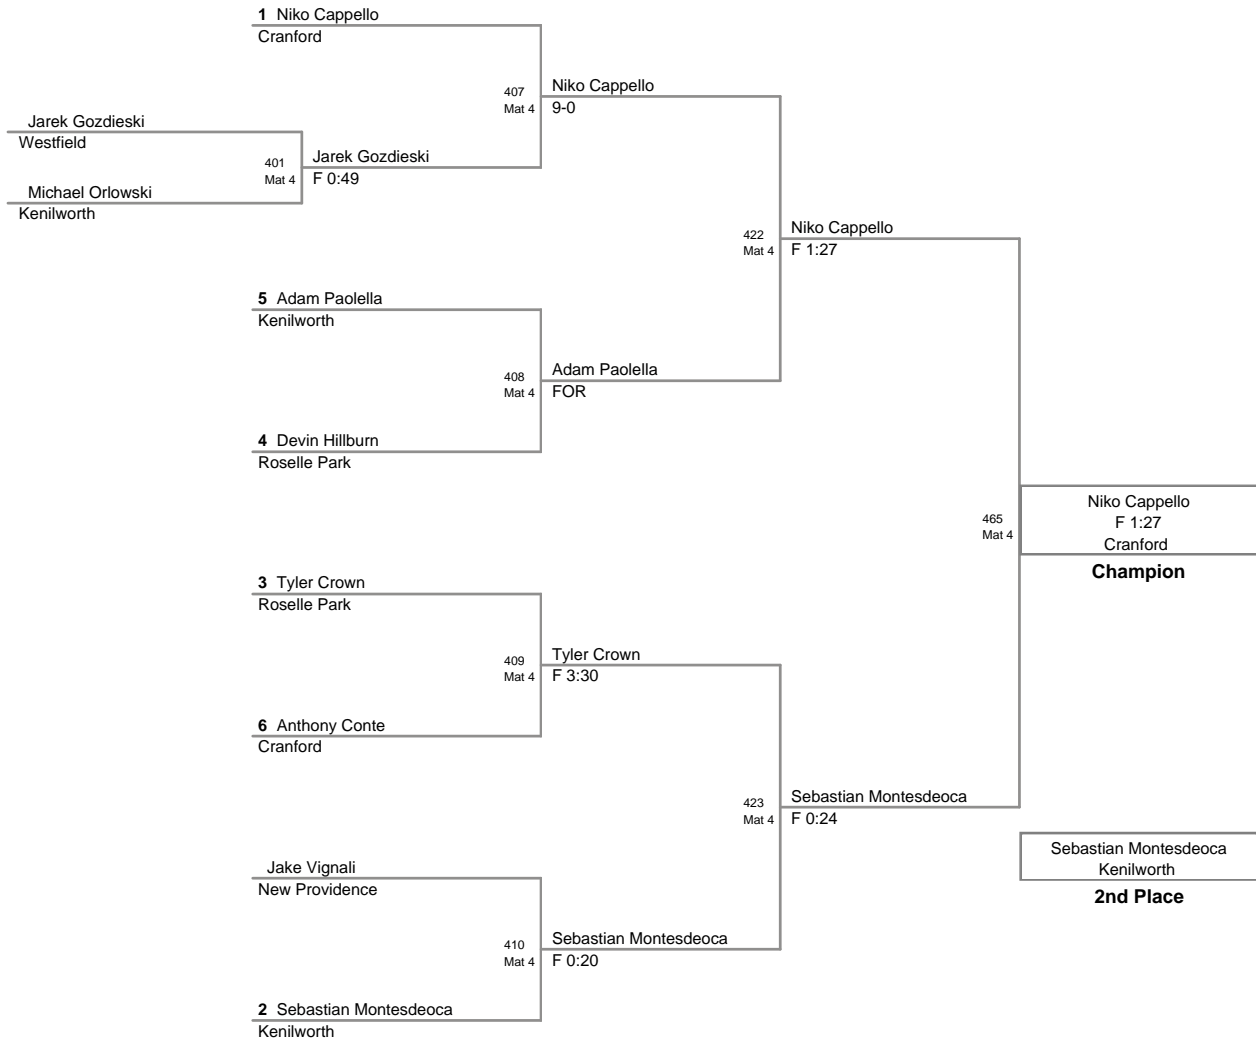 1 Niko Cappello
Cranford
407
Mat 4
Niko Cappello
9-0
Jarek Gozdieski
Westfield
401
Mat 4
Jarek Gozdieski
F 0:49
Michael Orlowski
Kenilworth
422
Mat 4
Niko Cappello
F 1:27
5 Adam Paolella
Kenilworth
408
Mat 4
Adam Paolella
FOR
4 Devin Hillburn
Roselle Park
465
Mat 4
Niko Cappello
F 1:27
Cranford
Champion
3 Tyler Crown
Roselle Park
409
Mat 4
Tyler Crown
F 3:30
6 Anthony Conte
Cranford
423
Mat 4
Sebastian Montesdeoca
F 0:24
Sebastian Montesdeoca
Kenilworth
2nd Place
Jake Vignali
New Providence
410
Mat 4
Sebastian Montesdeoca
F 0:20
2 Sebastian Montesdeoca
Kenilworth